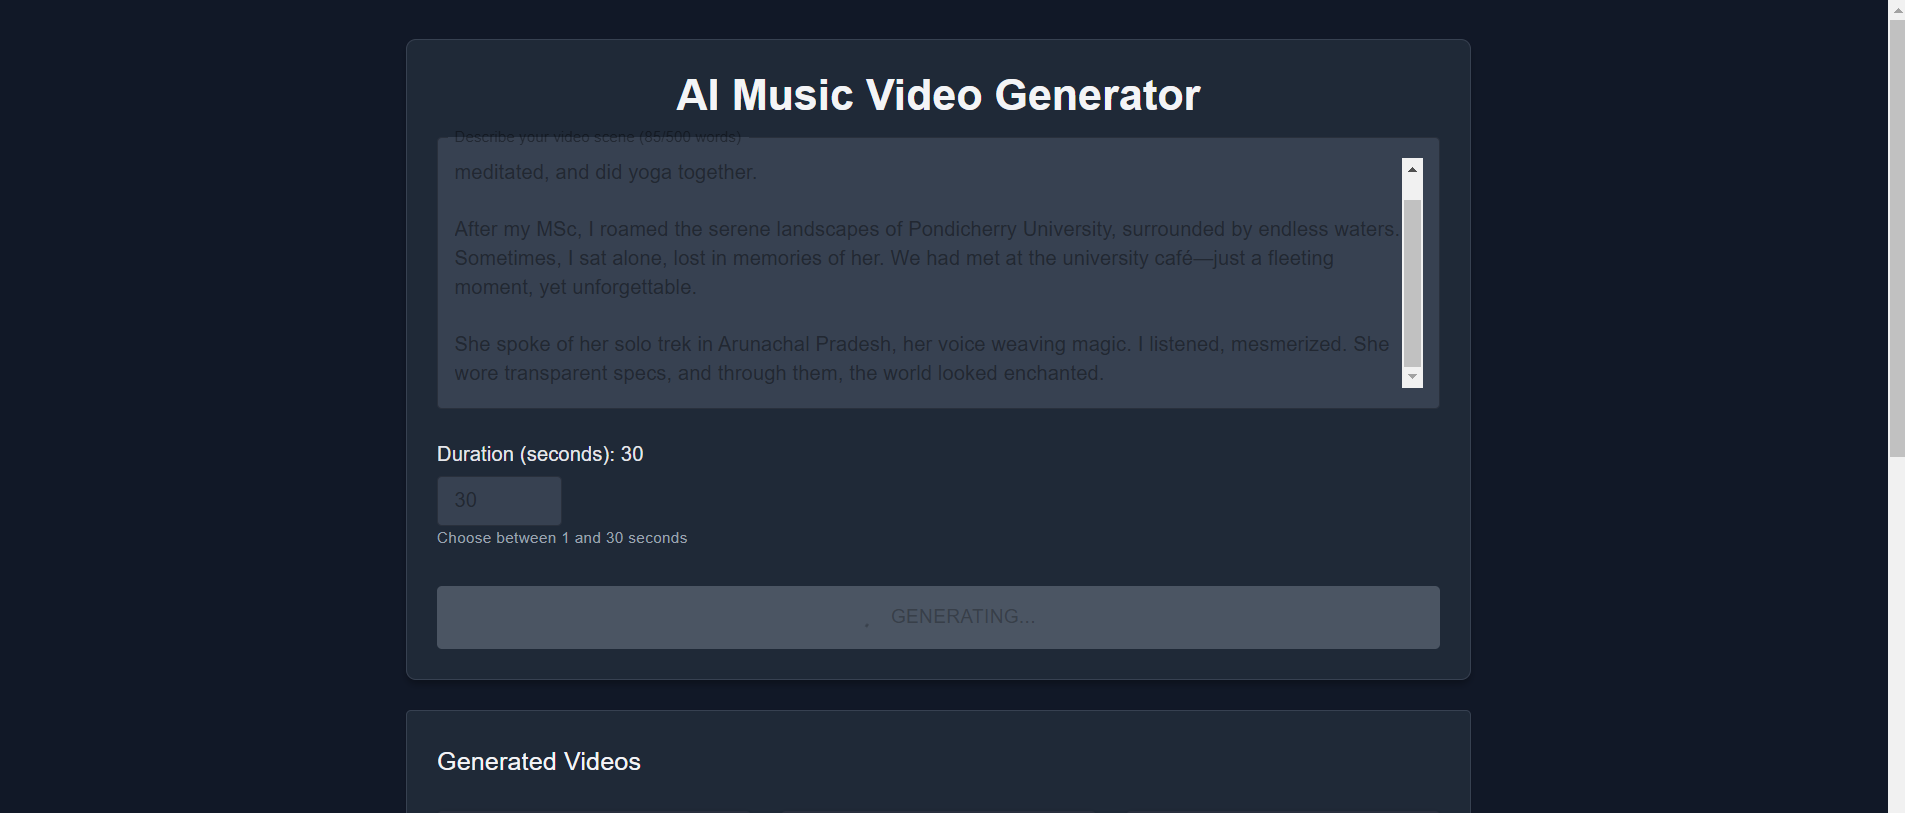 AI Music Video Generator
Describe your video scene (85/500 words)
meditated, and did yoga together.
After my MSc, I roamed the serene landscapes of Pondicherry University, surrounded by endless waters.
Sometimes, I sat alone, lost in memories of her. We had met at the university café—just a fleeting
moment, yet unforgettable.
She spoke of her solo trek in Arunachal Pradesh, her voice weaving magic. I listened, mesmerized. She
wore transparent specs, and through them, the world looked enchanted.
Duration (seconds): 30
30
Choose between 1 and 30 seconds
GENERATING...
Generated Videos